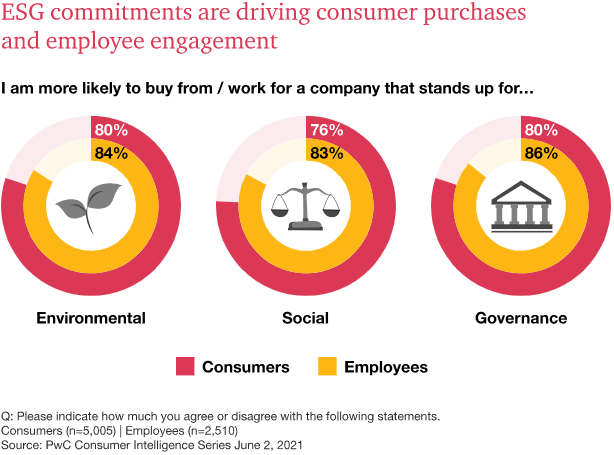 ESG commitments are driving consumer purchases
and employee engagement
I am more likely to buy from / work for a company that stands up for…
80%
84%
76%
83%
80%
86%
Environmental
Social
Governance
Consumers
Employees
Q: Please indicate how much you agree or disagree with the following statements.
Consumers (n=5,005) | Employees (n=2,510)
Source: PwC Consumer Intelligence Series June 2, 2021